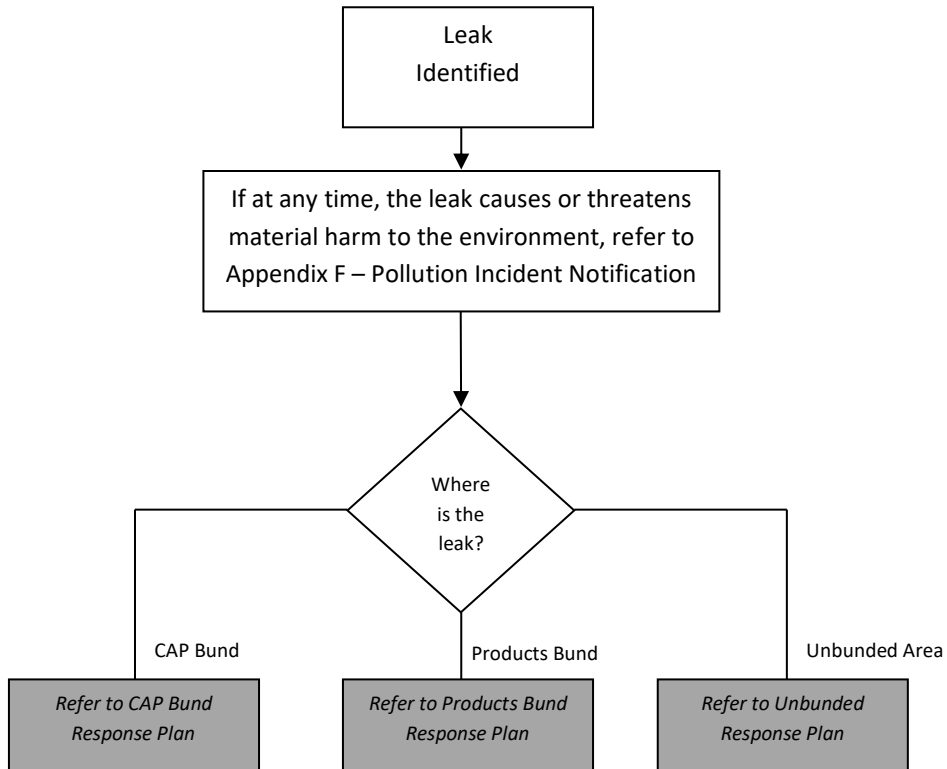 Leak
Identified
If at any time, the leak causes or threatens
material harm to the environment, refer to
Appendix F – Pollution Incident Notification
Where
is the
leak?
CAP Bund
Products Bund
Unbunded Area
Refer to CAP Bund
Response Plan
Refer to Products Bund
Response Plan
Refer to Unbunded
Response Plan